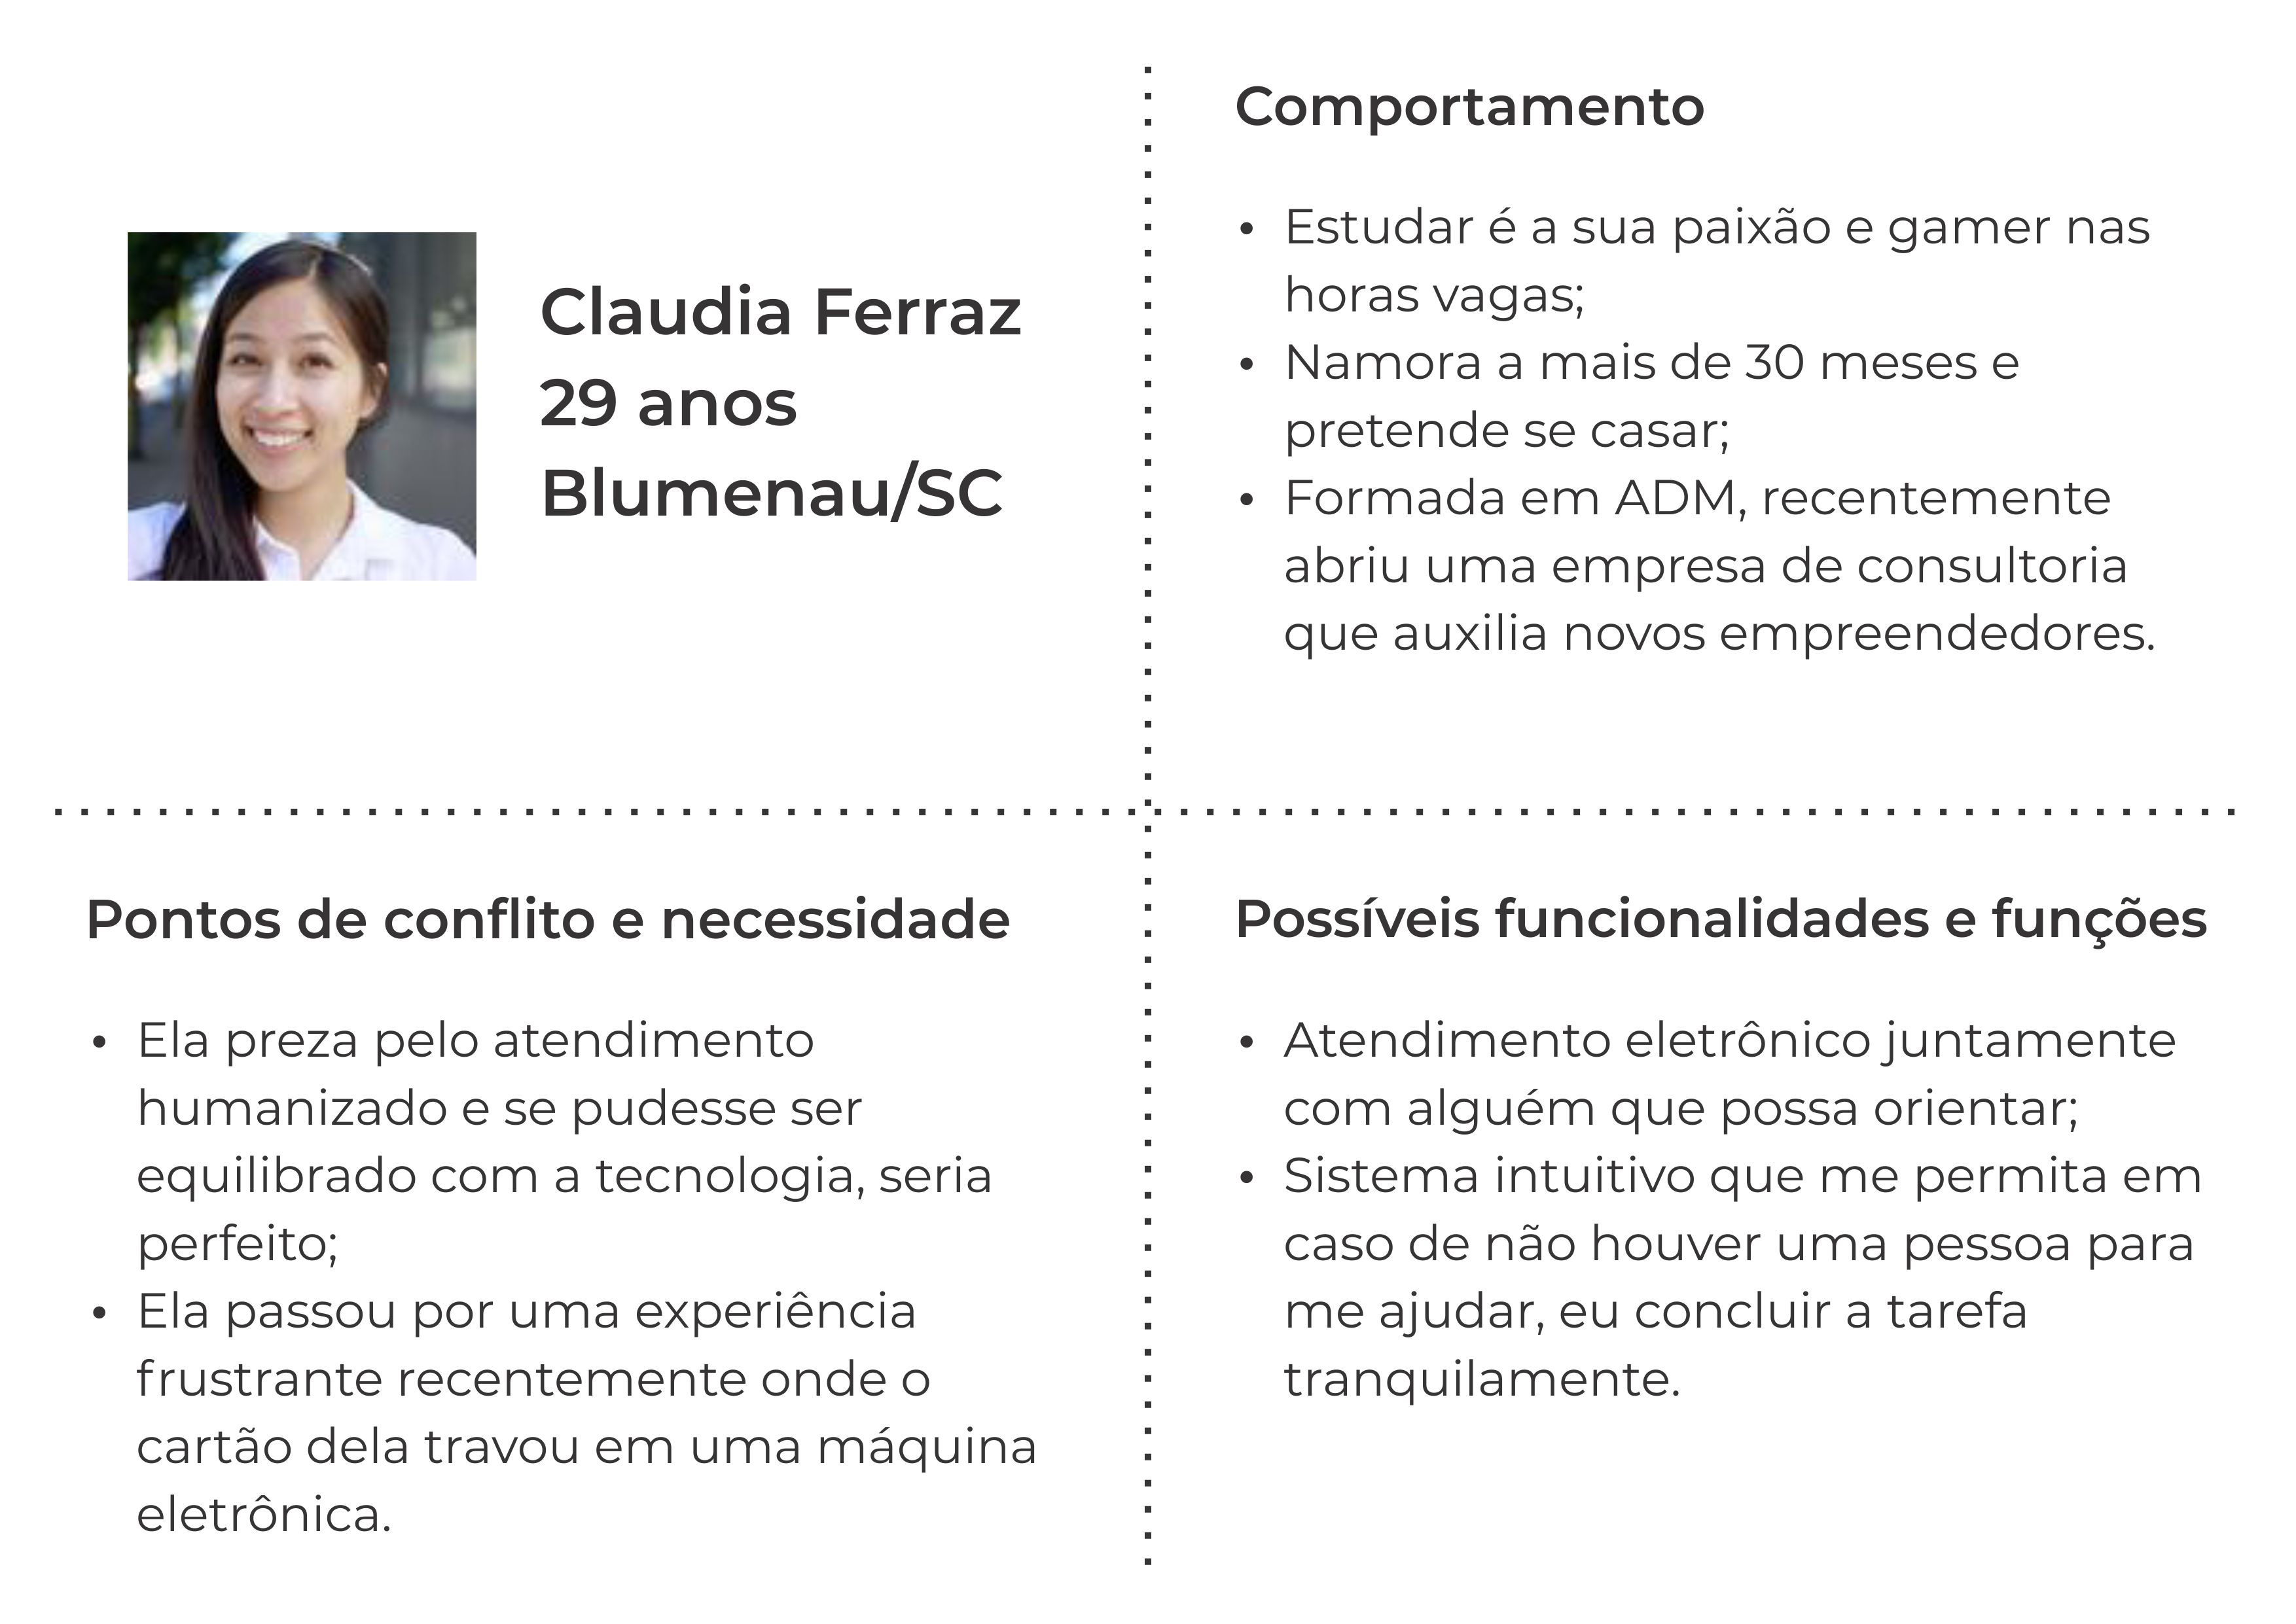 Claudia Ferraz
29 anos
Blumenau/SC
Comportamento
• Estudar é a sua paixão e gamer nas
horas vagas;
• Namora a mais de 30 meses e
pretende se casar;
• Formada em ADM, recentemente
abriu uma empresa de consultoria
que auxilia novos empreendedores.
Pontos de conflito e necessidade
• Ela preza pelo atendimento
humanizado e se pudesse ser
equilibrado com a tecnologia, seria
perfeito;
• Ela passou por uma experiência
frustrante recentemente onde o
cartão dela travou em uma máquina
eletrônica.
Possíveis funcionalidades e funções
• Atendimento eletrônico juntamente
com alguém que possa orientar;
• Sistema intuitivo que me permita em
caso de não houver uma pessoa para
me ajudar, eu concluir a tarefa
tranquilamente.